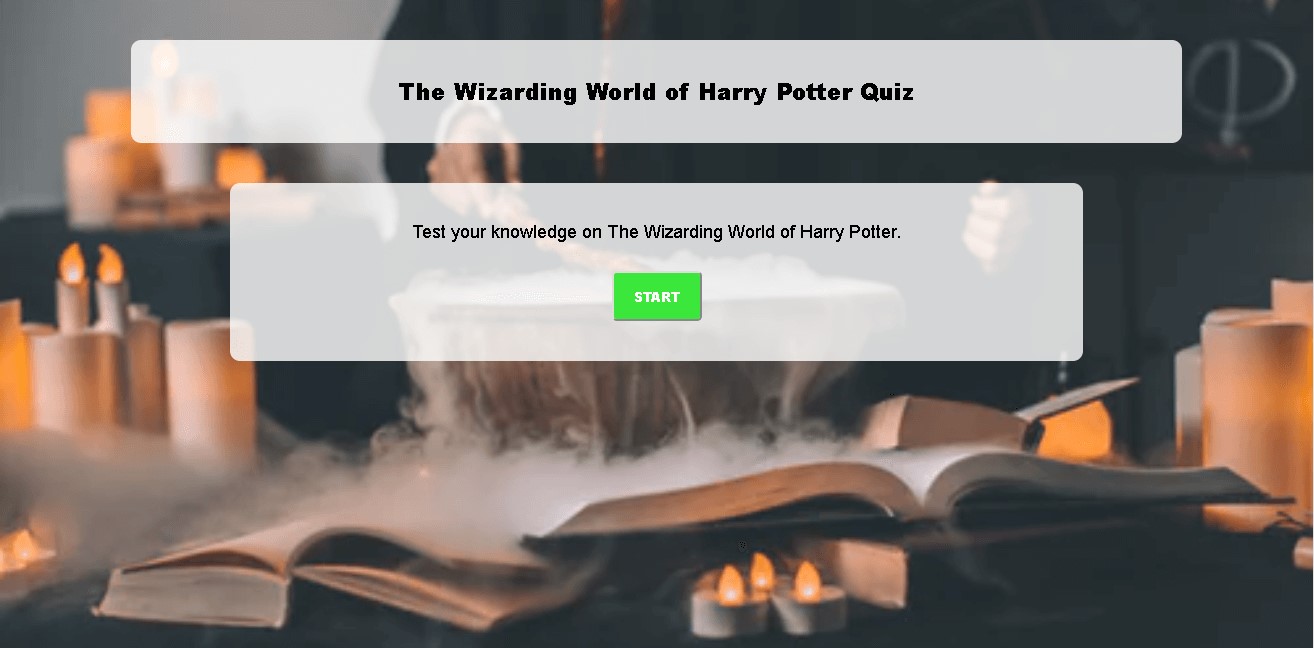 The Wizarding World of Harry Potter Quiz
Test your knowledge on The Wizarding World of Harry Potter.
START